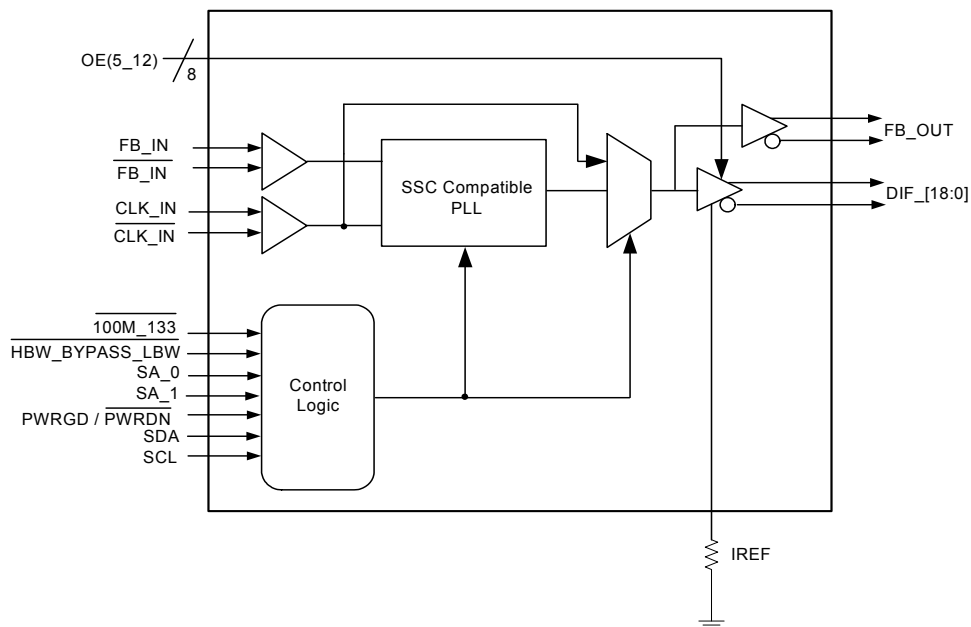 OE(5_12)
8
FB_IN
FB_IN
CLK_IN
CLK_IN
SSC Compatible
PLL
FB_OUT
DIF_[18:0]
100M_133
HBW_BYPASS_LBW
SA_0
SA_1
PWRGD / PWRDN
SDA
SCL
Control
Logic
IREF